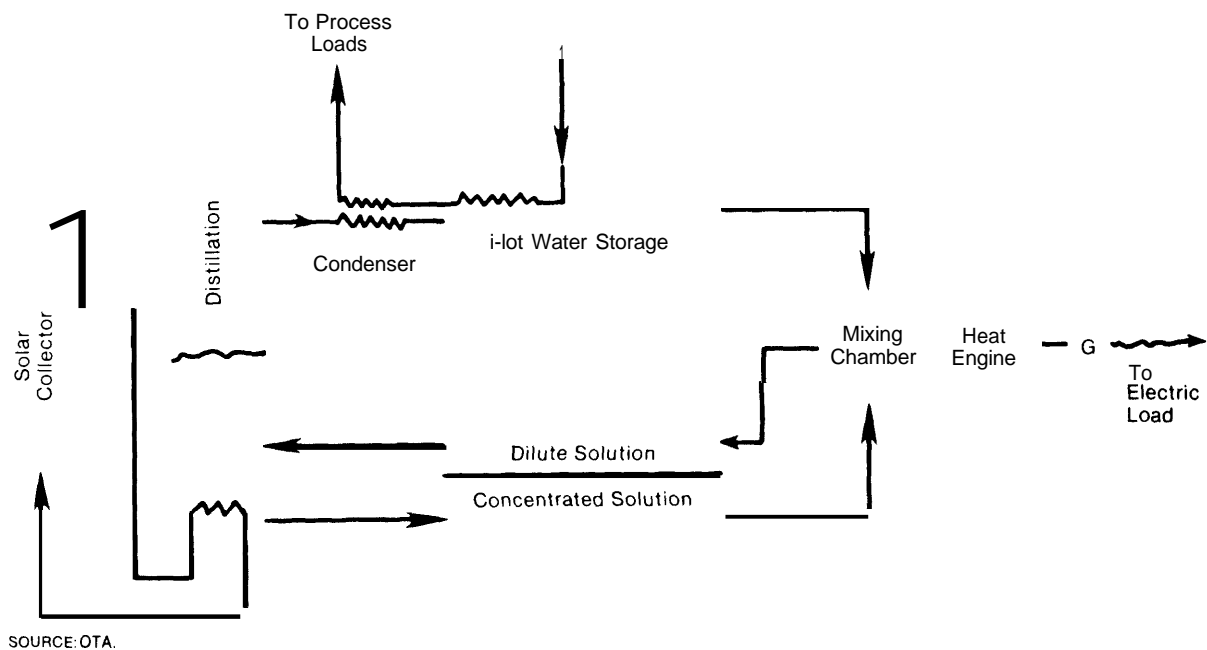 To Process
Loads
Distillation
i-lot Water Storage
Condenser
Solar
Collector
Mixing
Chamber
Heat
Engine
G
To
Electric
Load
Dilute Solution
Concentrated Solution
SOURCE: OTA.